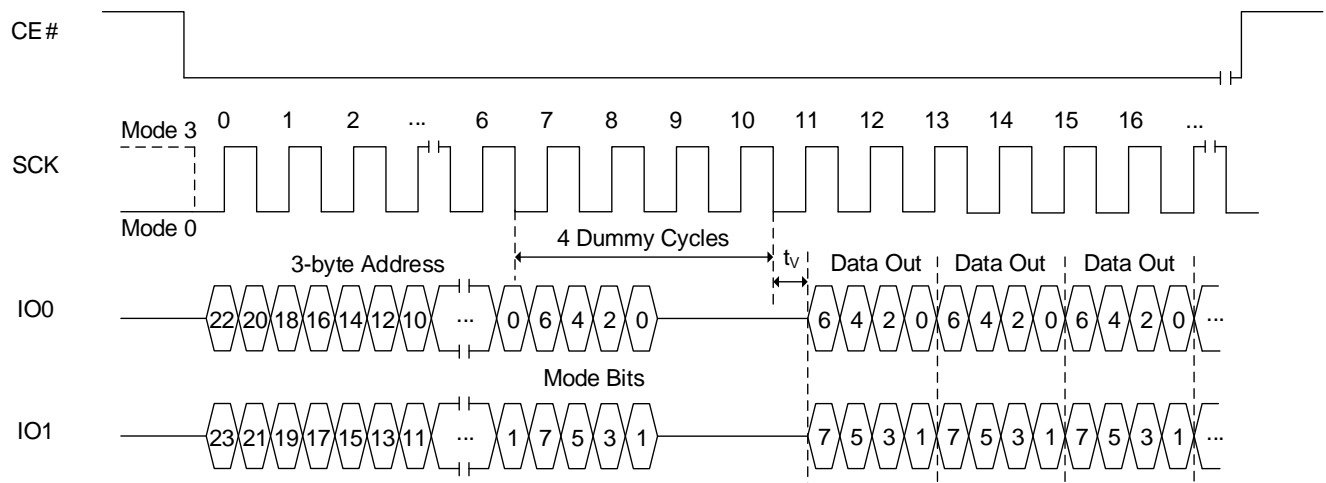 CE#
0 1 2 ... 6 7 8 9 10 11 12 13 14 15 16 ...
Mode 3
SCK
Mode 0
4 Dummy Cycles
3-byte Address tV Data Out Data Out Data Out
IO0 22 20 18 16 14 12 10 ... 0 6 4 2 0 6 4 2 0 6 4 2 0 6 4 2 0 ...
Mode Bits
IO1 23 21 19 17 15 13 11 ... 1 7 5 3 1 7 5 3 1 7 5 3 1 7 5 3 1 ...